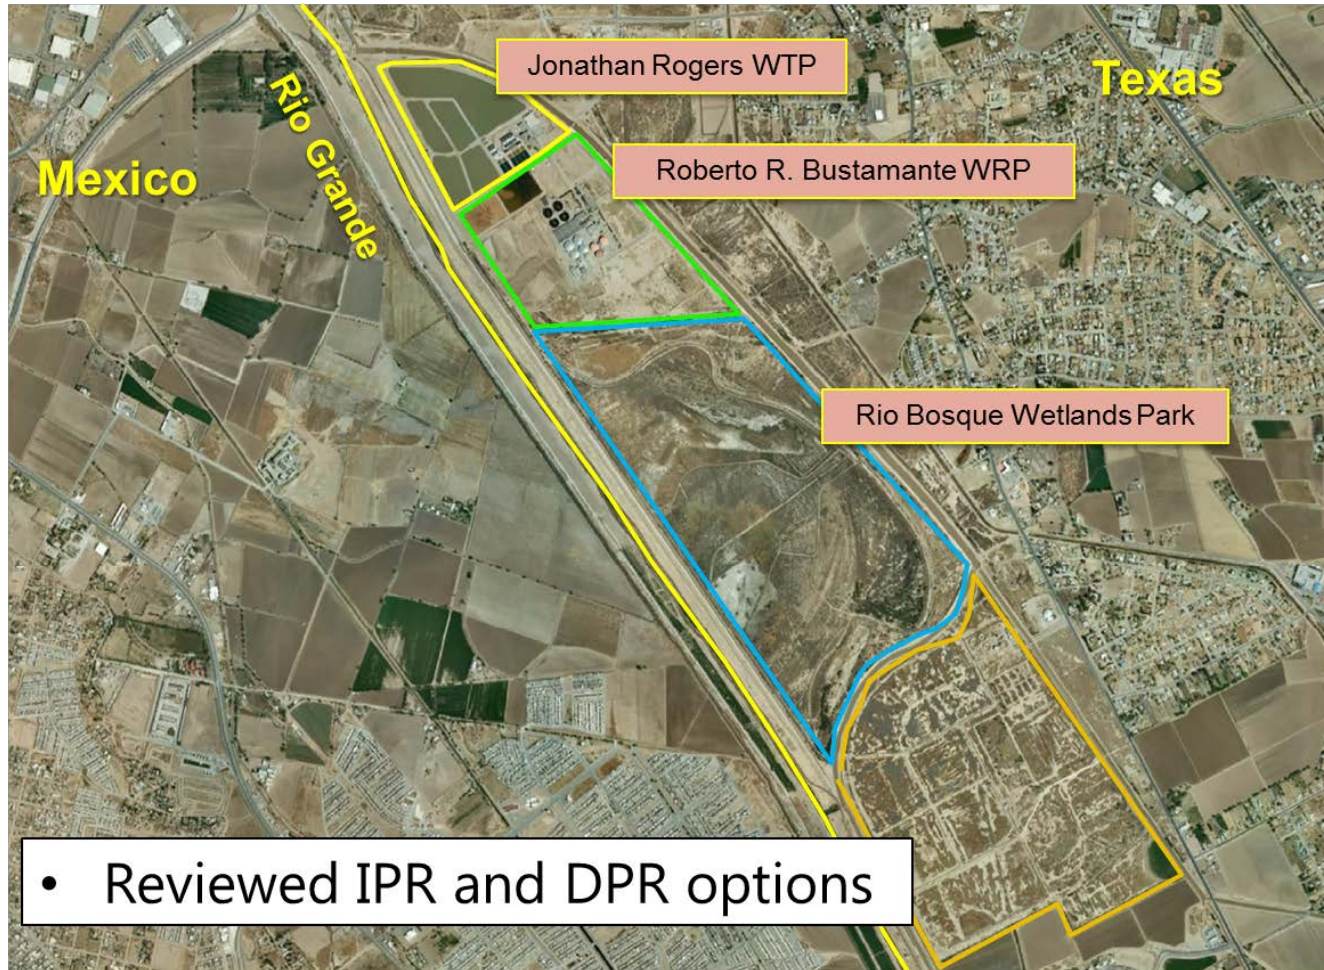 Jonathan Rogers WTP
Texas
Rio Grande
Mexico
Roberto R. Bustamante WRP
Rio Bosque Wetlands Park
• Reviewed IPR and DPR options